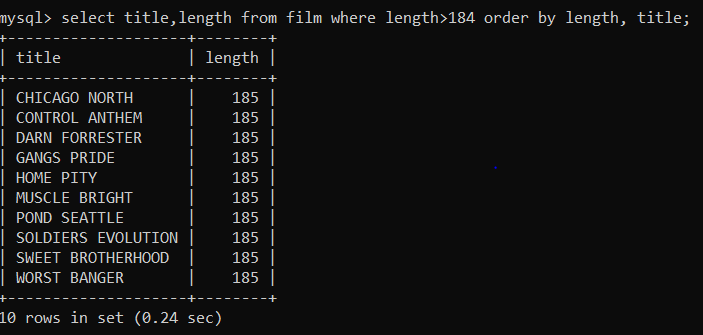 mysql> select title,length from film where length>184 order by length, title;
+--------------------+--------+
| title              | length |
+--------------------+--------+
| CHICAGO NORTH      |    185 |
| CONTROL ANTHEM     |    185 |
| DARN FORRESTER     |    185 |
| GANGS PRIDE        |    185 |
| HOME PITY          |    185 |
| MUSCLE BRIGHT      |    185 |
| POND SEATTLE       |    185 |
| SOLDIERS EVOLUTION |    185 |
| SWEET BROTHERHOOD  |    185 |
| WORST BANGER       |    185 |
+--------------------+--------+
10 rows in set (0.24 sec)